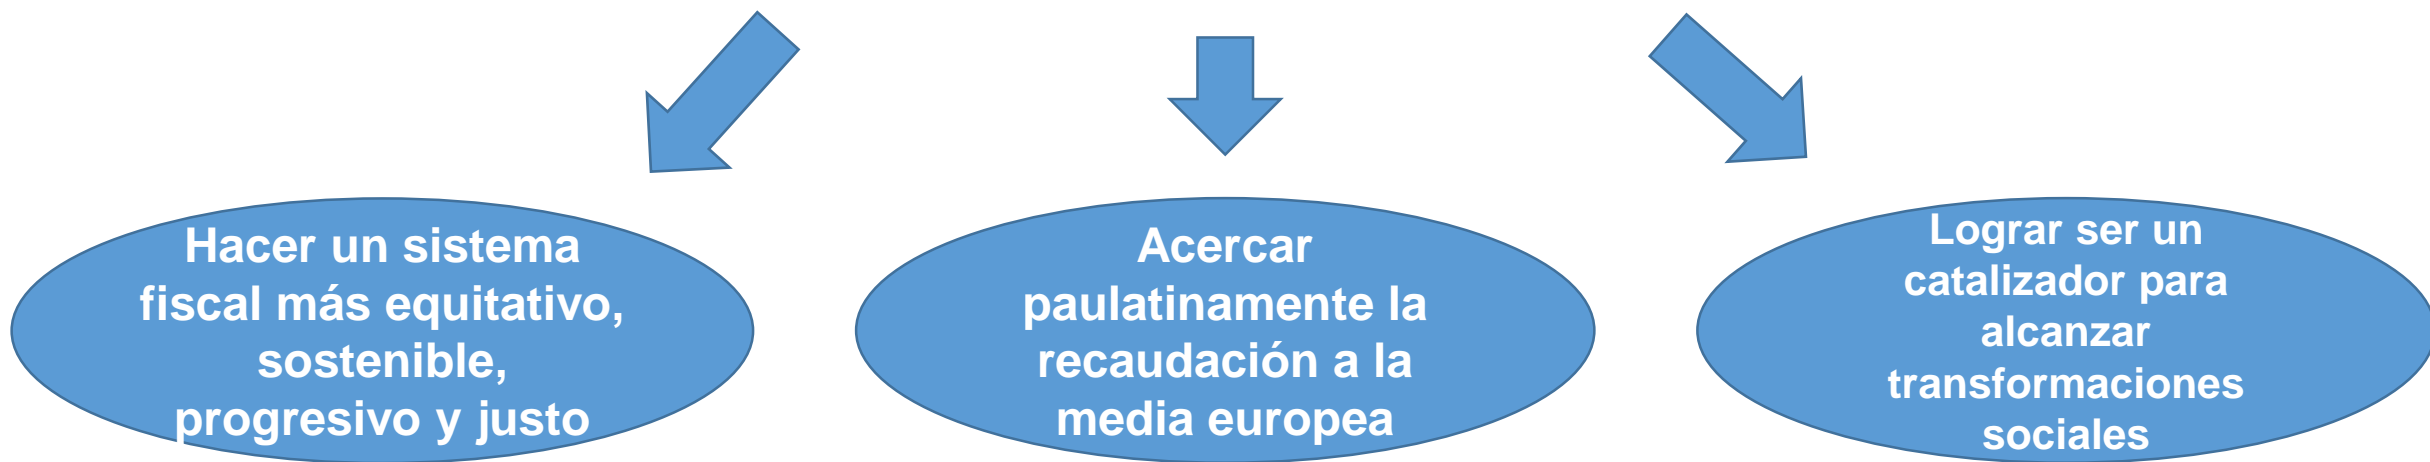 Hacer un sistema
fiscal más equitativo,
sostenible,
progresivo y justo
Acercar
paulatinamente la
recaudación a la
media europea
Lograr ser un
catalizador para
alcanzar
transformaciones
sociales